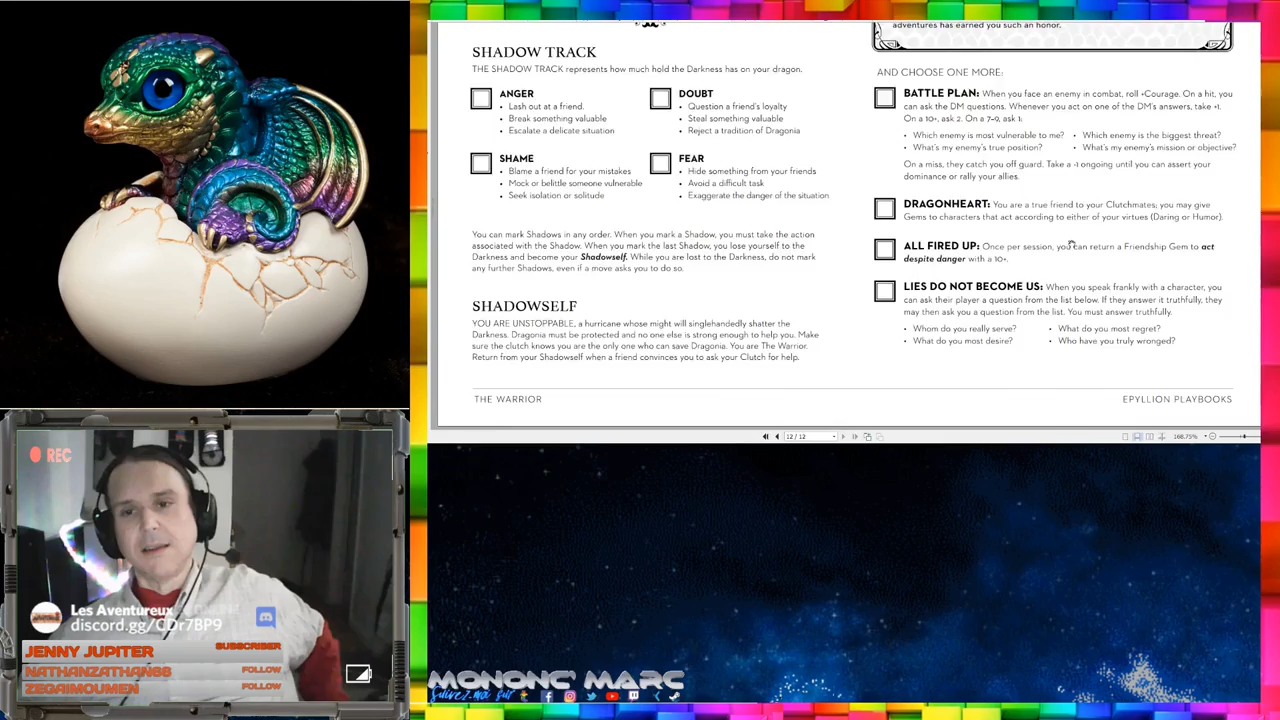 adventures has earned you such an honor.
SHADOW TRACK
THE SHADOW TRACK represents how much hold the Darkness has on your dragon.
ANGER
• Lash out at a friend.
• Break something valuable
• Escalate a delicate situation
DOUBT
• Question a friend's loyalty
• Steal something valuable
• Reject a tradition of Dragonia
SHAME
• Blame a friend for your mistakes
• Mock or belittle someone vulnerable
• Seek isolation or solitude
FEAR
• Hide something from your friends
• Avoid a difficult task
• Exaggerate the danger of the situation
You can mark Shadows in any order. When you mark a Shadow, you must take the action
associated with the Shadow. When you mark the last Shadow, you lose yourself to the
Darkness and become your Shadowself. While you are lost to the Darkness, do not mark
any further Shadows, even if a move asks you to do so.
SHADOWSELF
YOU ARE UNSTOPPABLE, a hurricane whose might will singlehandedly shatter the
Darkness. Dragonia must be protected and no one else is strong enough to help you. Make
sure the clutch knows you are the only one who can save Dragonia. You are The Warrior.
Return from your Shadowself when a friend convinces you to ask your Clutch for help.
AND CHOOSE ONE MORE:
BATTLE PLAN: When you face an enemy in combat, roll +Courage. On a hit, you
can ask the DM questions. Whenever you act on one of the DM's answers, take +1.
On a 10+, ask 2. On a 7-9, ask 1:
• Which enemy is most vulnerable to me?
• Which enemy is the biggest threat?
• What's my enemy's true position?
• What's my enemy's mission or objective?
On a miss, they catch you off guard. Take a -1 ongoing until you can assert your
dominance or rally your allies.
DRAGONHEART: You are a true friend to your Clutchmates; you may give
Gems to characters that act according to either of your virtues (Daring or Humor).
ALL FIRED UP: Once per session, you can return a Friendship Gem to act
despite danger with a 10+.
LIES DO NOT BECOME US: When you speak frankly with a character, you
can ask their player a question from the list below. If they answer it truthfully, they
may then ask you a question from the list. You must answer truthfully.
• Whom do you really serve?
• What do you most regret?
• What do you most desire?
• Who have you truly wronged?
THE WARRIOR
EPYLLION PLAYBOOKS
12 / 12
168.75%
REC
Les Aventureux
discord.gg/CDr7BP9
JENNY JUPITER SUBSCRIBER
NATHANZATHAN66 FOLLOW
ZEGAIMOUMEN FOLLOW
MONONC' MARC
Suivez-moi sur